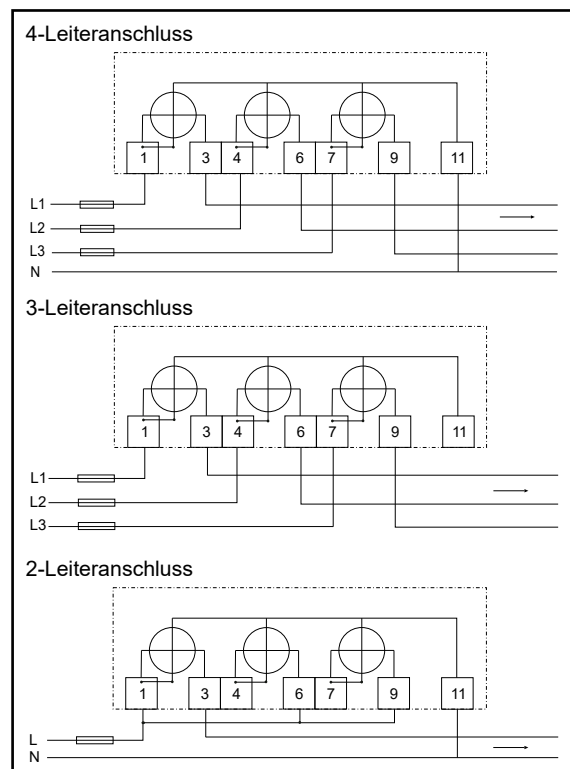 4-Leiteranschluss
1 3 4 6 7 9 11
L1
L2
L3
N
3-Leiteranschluss
1 3 4 6 7 9 11
L1
L2
L3
2-Leiteranschluss
1 3 4 6 7 9 11
L
N